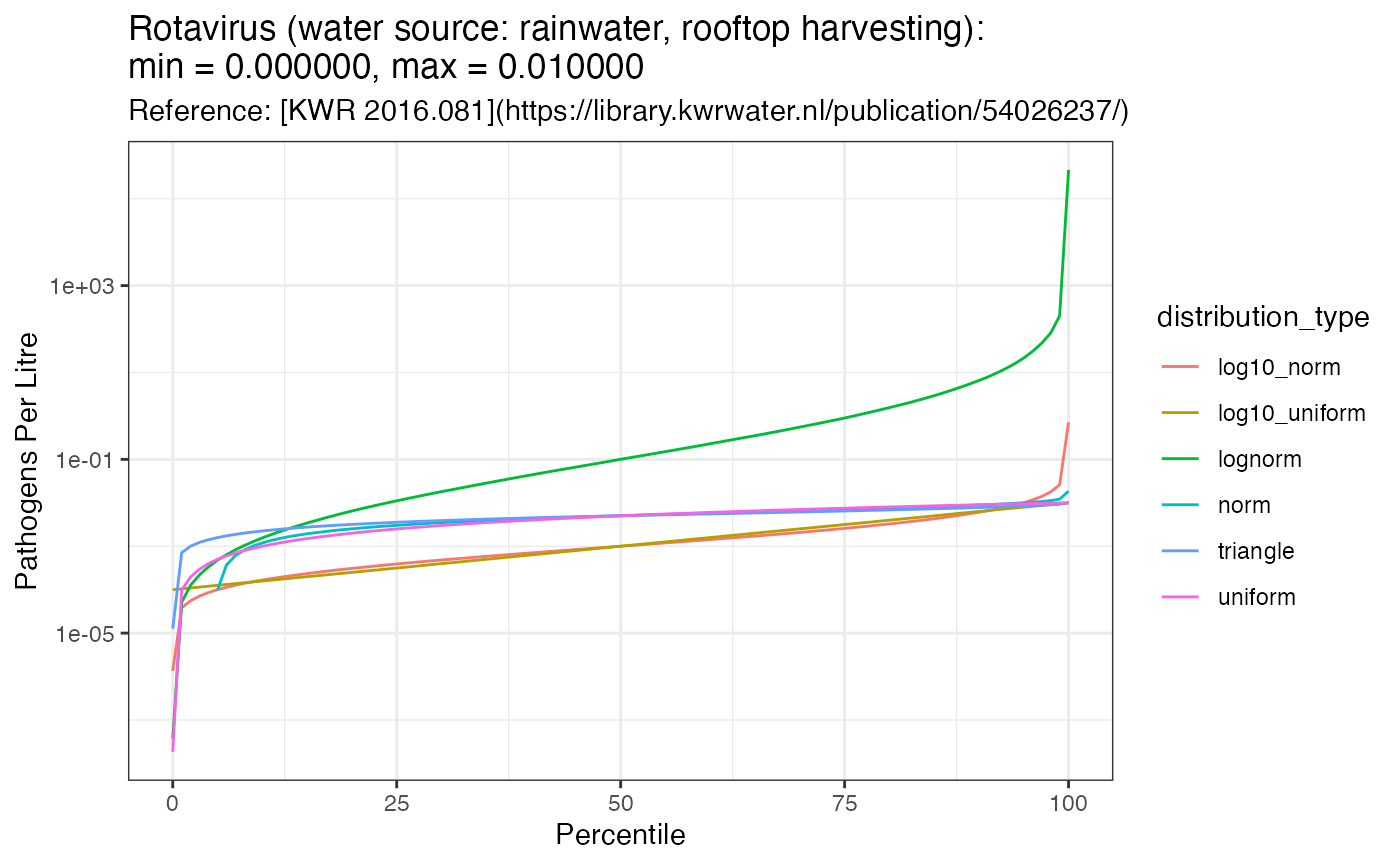 Rotavirus (water source: rainwater, rooftop harvesting):
min = 0.000000, max = 0.010000
Reference: [KWR 2016.081](https://library.kwrwater.nl/publication/54026237/)
Pathogens Per Litre
1e+03
1e-01
1e-05
0
25
50
75
100
Percentile
distribution_type
log10_norm
log10_uniform
lognorm
norm
triangle
uniform